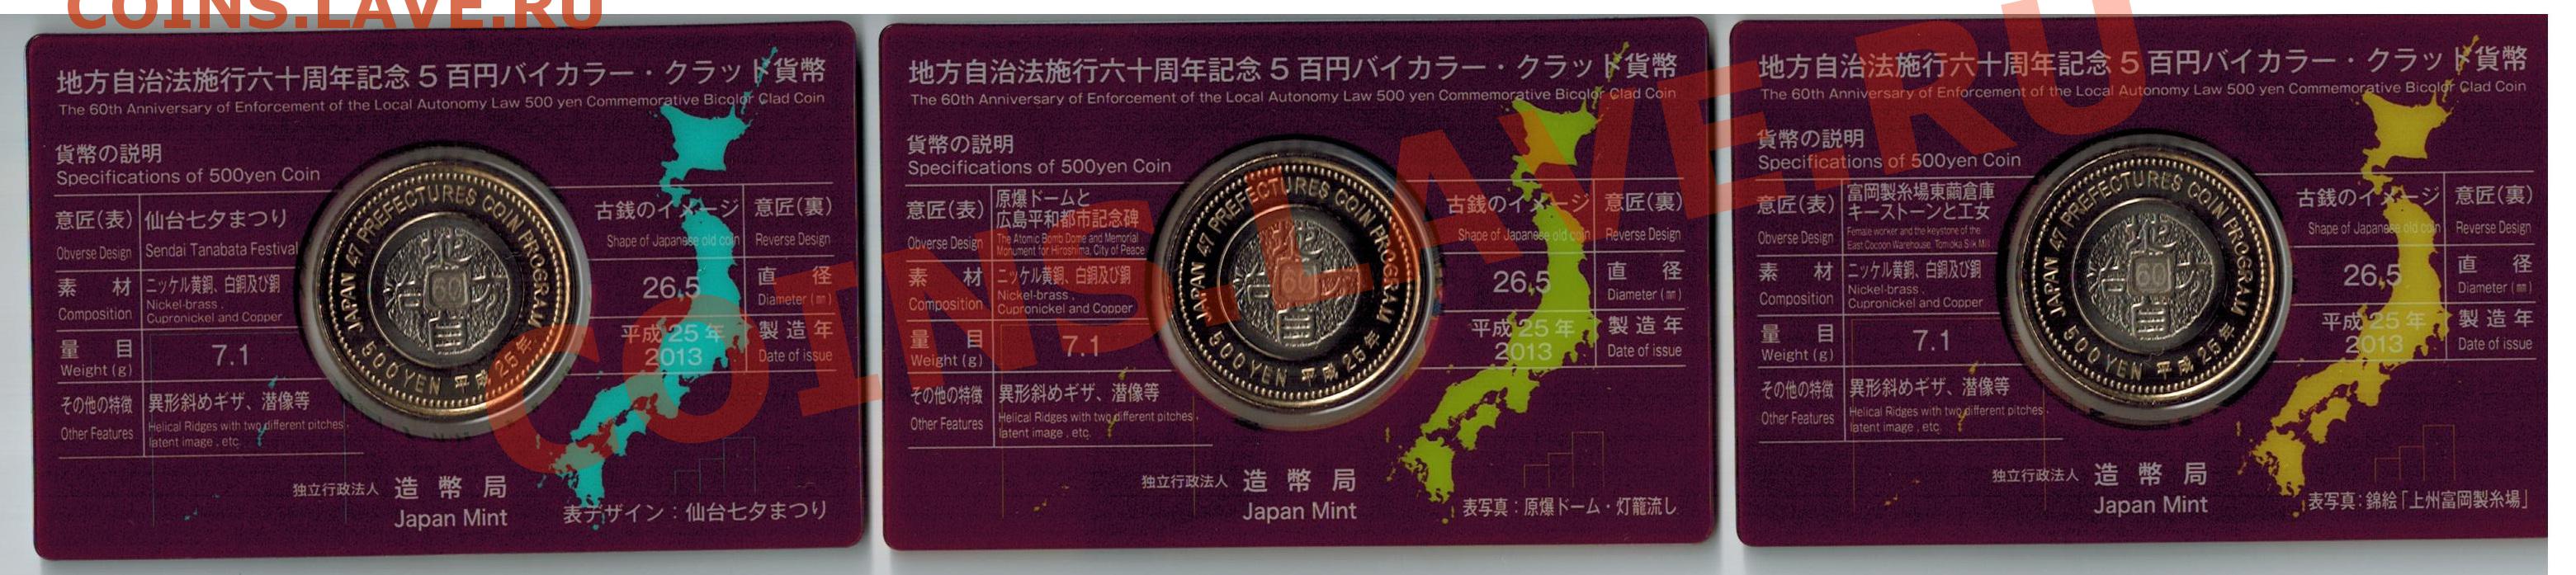 COINS.LAVE.RU
地方自治法施行六十周年記念５百円バイカラー・クラッド貨幣
The 60th Anniversary of Enforcement of the Local Autonomy Law 500 yen Commemorative Bicolor Clad Coin
貨幣の説明
Specifications of 500yen Coin
意匠(表) 仙台七夕まつり
Obverse Design Sendai Tanabata Festival
素 材 ニッケル黄銅、白銅及び銅
Composition Nickel-brass ,
Cupronickel and Copper
量 目 7.1
Weight (g)
その他の特徴 異形斜めギザ、潜像等
Other Features Helical Ridges with two different pitches ,
latent image , etc.
JAPAN 47 PREFECTURES COIN PROGRAM
500 YEN 平成25年
60
古銭のイメージ 意匠(裏)
Shape of Japanese old coin Reverse Design
26.5 直 径
Diameter (㎜)
平成 25 年 製造年
2013 Date of issue
独立行政法人 造幣局
Japan Mint
表デザイン：仙台七夕まつり
地方自治法施行六十周年記念５百円バイカラー・クラッド貨幣
The 60th Anniversary of Enforcement of the Local Autonomy Law 500 yen Commemorative Bicolor Clad Coin
貨幣の説明
Specifications of 500yen Coin
意匠(表) 原爆ドームと
広島平和都市記念碑
Obverse Design The Atomic Bomb Dome and Memorial
Monument for Hiroshima, City of Peace
素 材 ニッケル黄銅、白銅及び銅
Composition Nickel-brass ,
Cupronickel and Copper
量 目 7.1
Weight (g)
その他の特徴 異形斜めギザ、潜像等
Other Features Helical Ridges with two different pitches ,
latent image , etc.
JAPAN 47 PREFECTURES COIN PROGRAM
500 YEN 平成25年
60
古銭のイメージ 意匠(裏)
Shape of Japanese old coin Reverse Design
26.5 直 径
Diameter (㎜)
平成 25 年 製造年
2013 Date of issue
独立行政法人 造幣局
Japan Mint
表写真：原爆ドーム・灯籠流し
地方自治法施行六十周年記念５百円バイカラー・クラッド貨幣
The 60th Anniversary of Enforcement of the Local Autonomy Law 500 yen Commemorative Bicolor Clad Coin
貨幣の説明
Specifications of 500yen Coin
意匠(表) 富岡製糸場東繭倉庫
キーストーンと工女
Obverse Design Female worker and the keystone of the
East Cocoon Warehouse, Tomioka Silk Mill
素 材 ニッケル黄銅、白銅及び銅
Composition Nickel-brass ,
Cupronickel and Copper
量 目 7.1
Weight (g)
その他の特徴 異形斜めギザ、潜像等
Other Features Helical Ridges with two different pitches ,
latent image , etc.
JAPAN 47 PREFECTURES COIN PROGRAM
500 YEN 平成25年
60
古銭のイメージ 意匠(裏)
Shape of Japanese old coin Reverse Design
26.5 直 径
Diameter (㎜)
平成 25 年 製造年
2013 Date of issue
独立行政法人 造幣局
Japan Mint
表写真：錦絵「上州富岡製糸場」
COINS.LAVE.RU